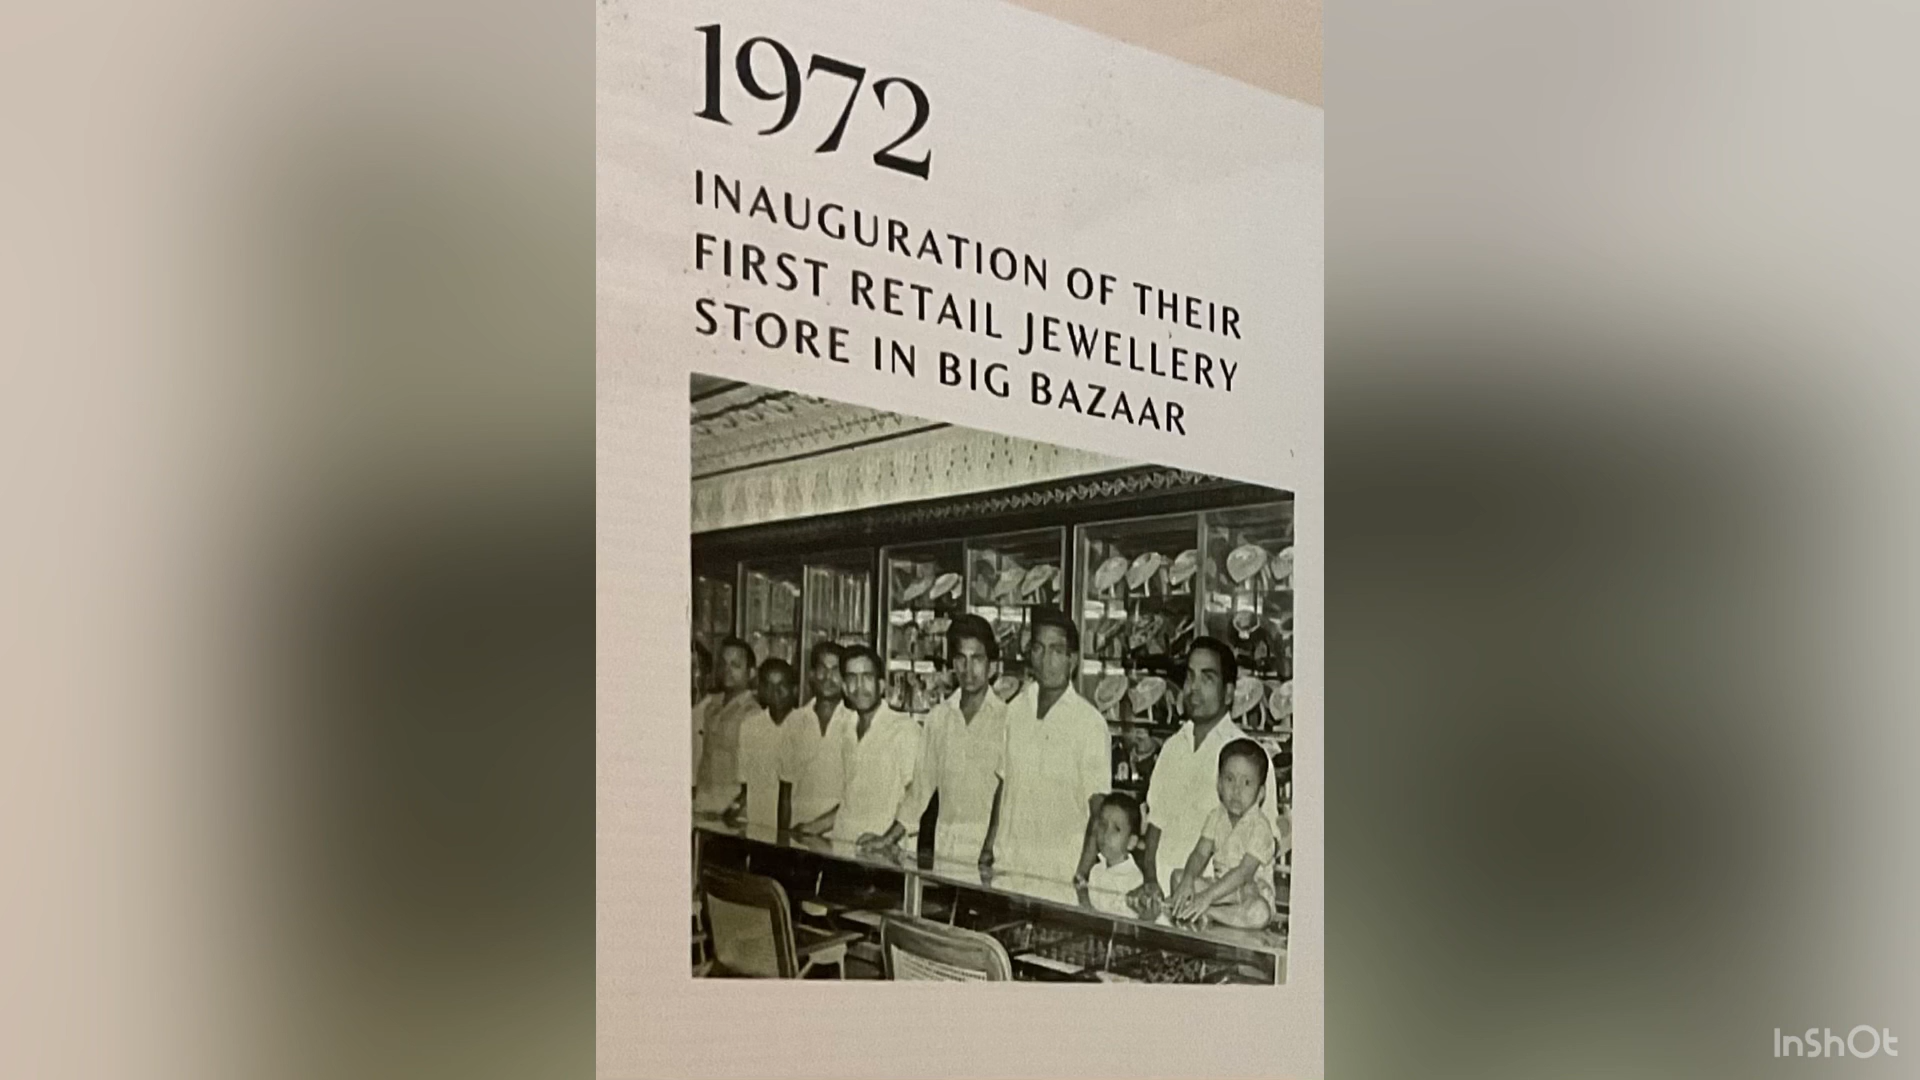 1972
INAUGURATION OF THEIR
FIRST RETAIL JEWELLERY
STORE IN BIG BAZAAR
InShOt